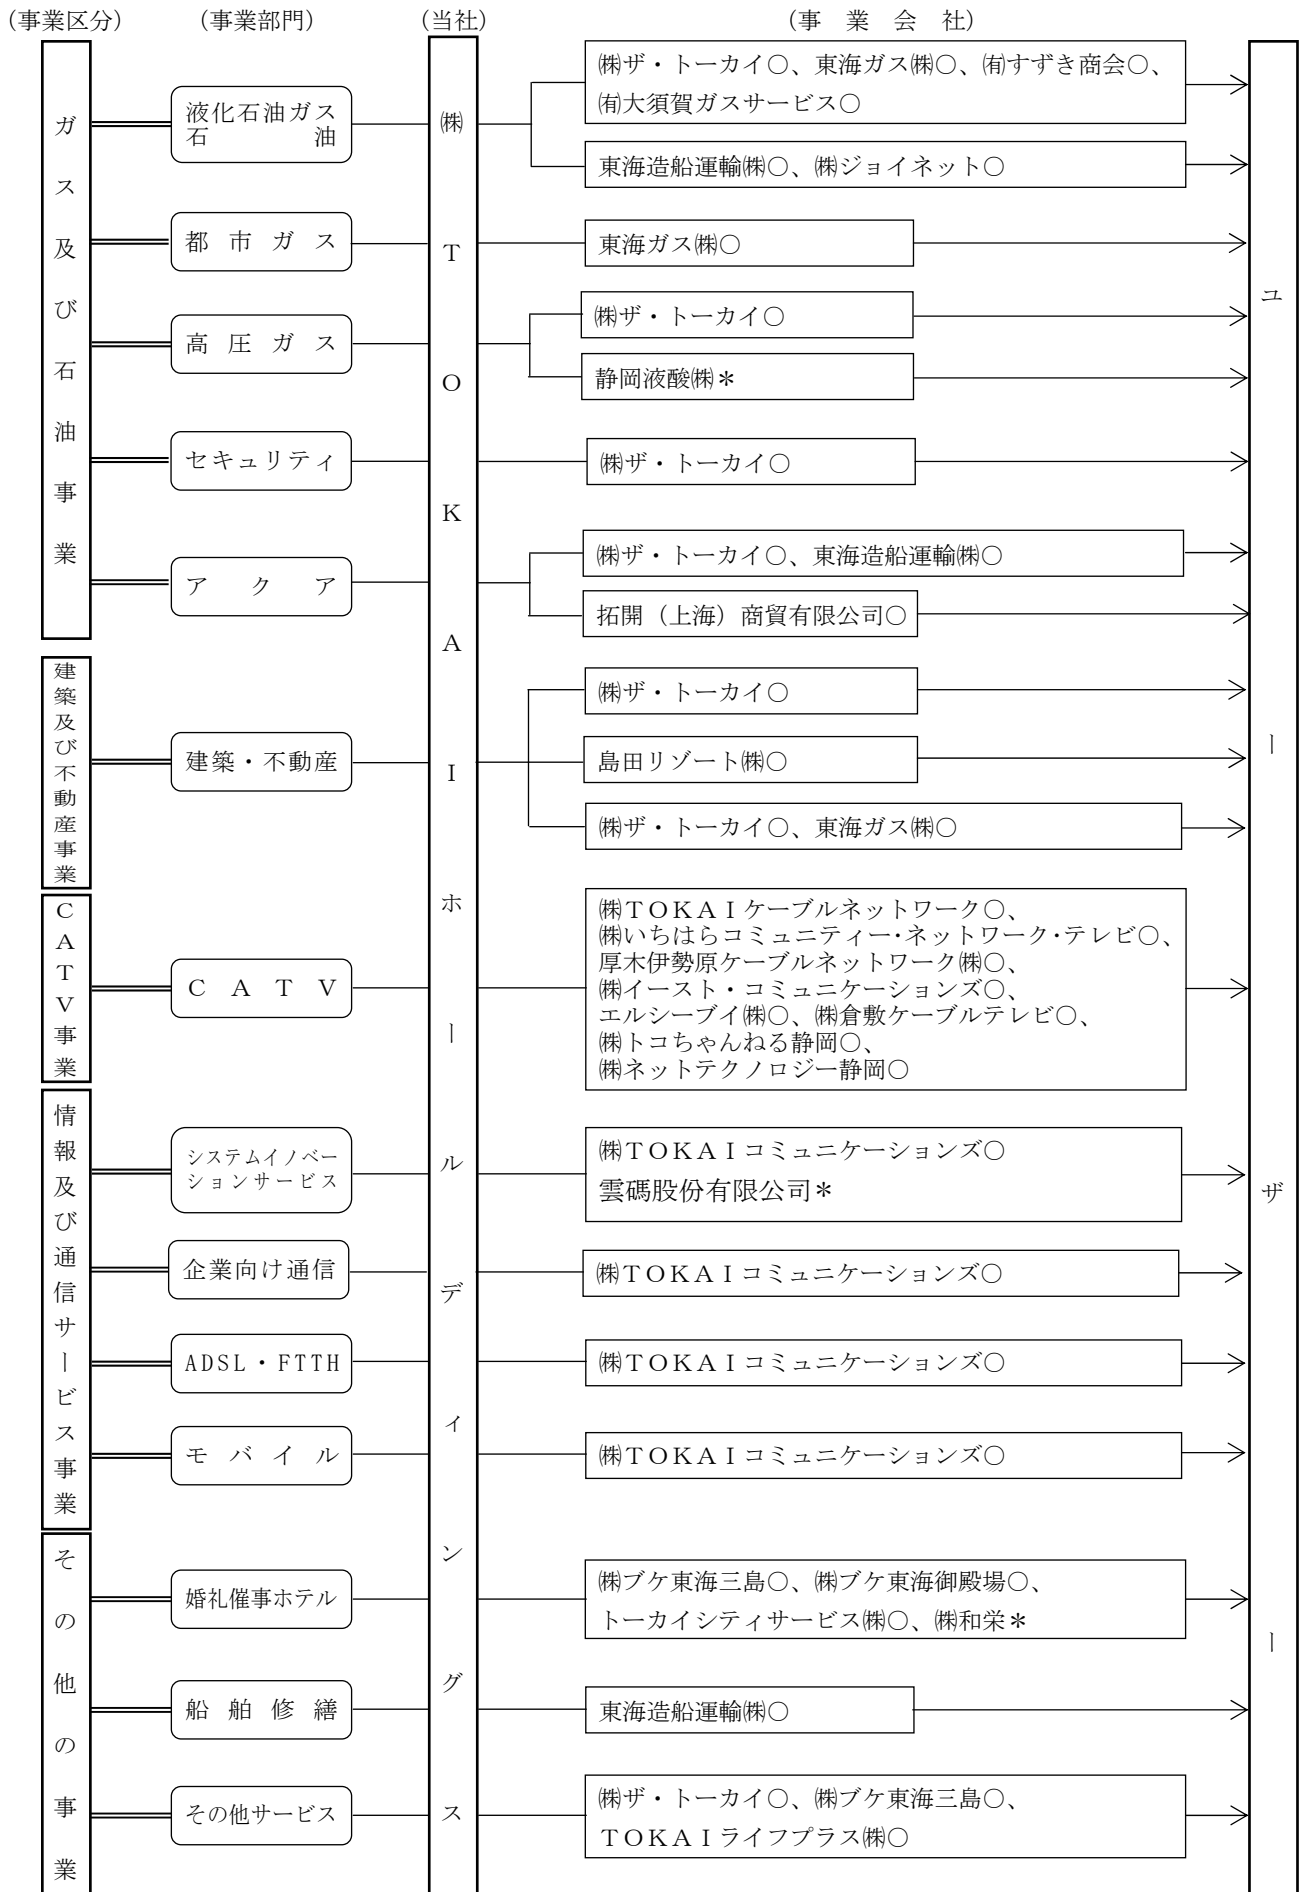 （事業区分）
（事業部門）
（当社）
（事　業　会　社）
ガス及び石油事業
液化石油ガス
石　　　　油
㈱ＴＯＫＡＩホールディングス
㈱ザ・トーカイ○、東海ガス㈱○、㈲すずき商会○、
㈲大須賀ガスサービス○
東海造船運輸㈱○、㈱ジョイネット○
都　市　ガ　ス
東海ガス㈱○
高　圧　ガ　ス
㈱ザ・トーカイ○
静岡液酸㈱＊
セキュリティ
㈱ザ・トーカイ○
ア　ク　ア
㈱ザ・トーカイ○、東海造船運輸㈱○
拓開（上海）商貿有限公司○
建築及び不動産事業
建築・不動産
㈱ザ・トーカイ○
島田リゾート㈱○
㈱ザ・トーカイ○、東海ガス㈱○
ＣＡＴＶ事業
Ｃ　Ａ　Ｔ　Ｖ
㈱ＴＯＫＡＩケーブルネットワーク○、
㈱いちはらコミュニティー・ネットワーク・テレビ○、
厚木伊勢原ケーブルネットワーク㈱○、
㈱イースト・コミュニケーションズ○、
エルシーブイ㈱○、㈱倉敷ケーブルテレビ○、
㈱トコちゃんねる静岡○、
㈱ネットテクノロジー静岡○
情報及び通信サービス事業
システムイノベー
ションサービス
㈱ＴＯＫＡＩコミュニケーションズ○
雲碼股份有限公司＊
企業向け通信
㈱ＴＯＫＡＩコミュニケーションズ○
ADSL・FTTH
㈱ＴＯＫＡＩコミュニケーションズ○
モ　バ　イ　ル
㈱ＴＯＫＡＩコミュニケーションズ○
その他の事業
婚礼催事ホテル
㈱ブケ東海三島○、㈱ブケ東海御殿場○、
トーカイシティサービス㈱○、㈱和栄＊
船　舶　修　繕
東海造船運輸㈱○
その他サービス
㈱ザ・トーカイ○、㈱ブケ東海三島○、
ＴＯＫＡＩライフプラス㈱○
ユーザー